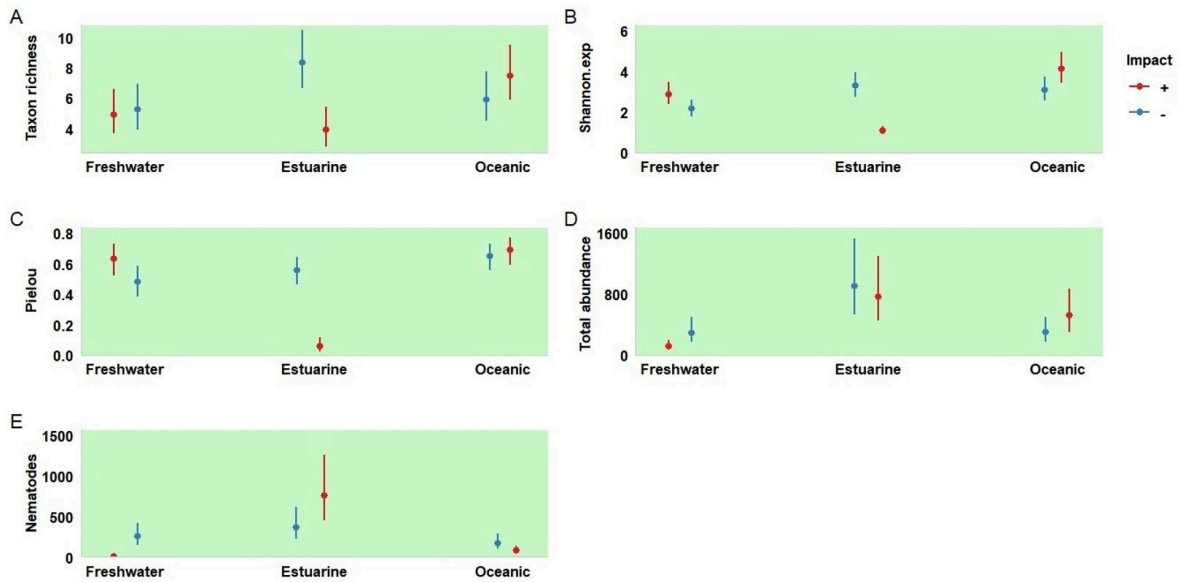 A
Taxon richness
10
8
6
4
Freshwater Estuarine Oceanic
B
Shannon.exp
6
4
2
0
Freshwater Estuarine Oceanic
Impact
+
-
C
Pielou
0.8
0.6
0.4
0.2
0.0
Freshwater Estuarine Oceanic
D
Total abundance
1600
800
0
Freshwater Estuarine Oceanic
E
Nematodes
1500
1000
500
0
Freshwater Estuarine Oceanic